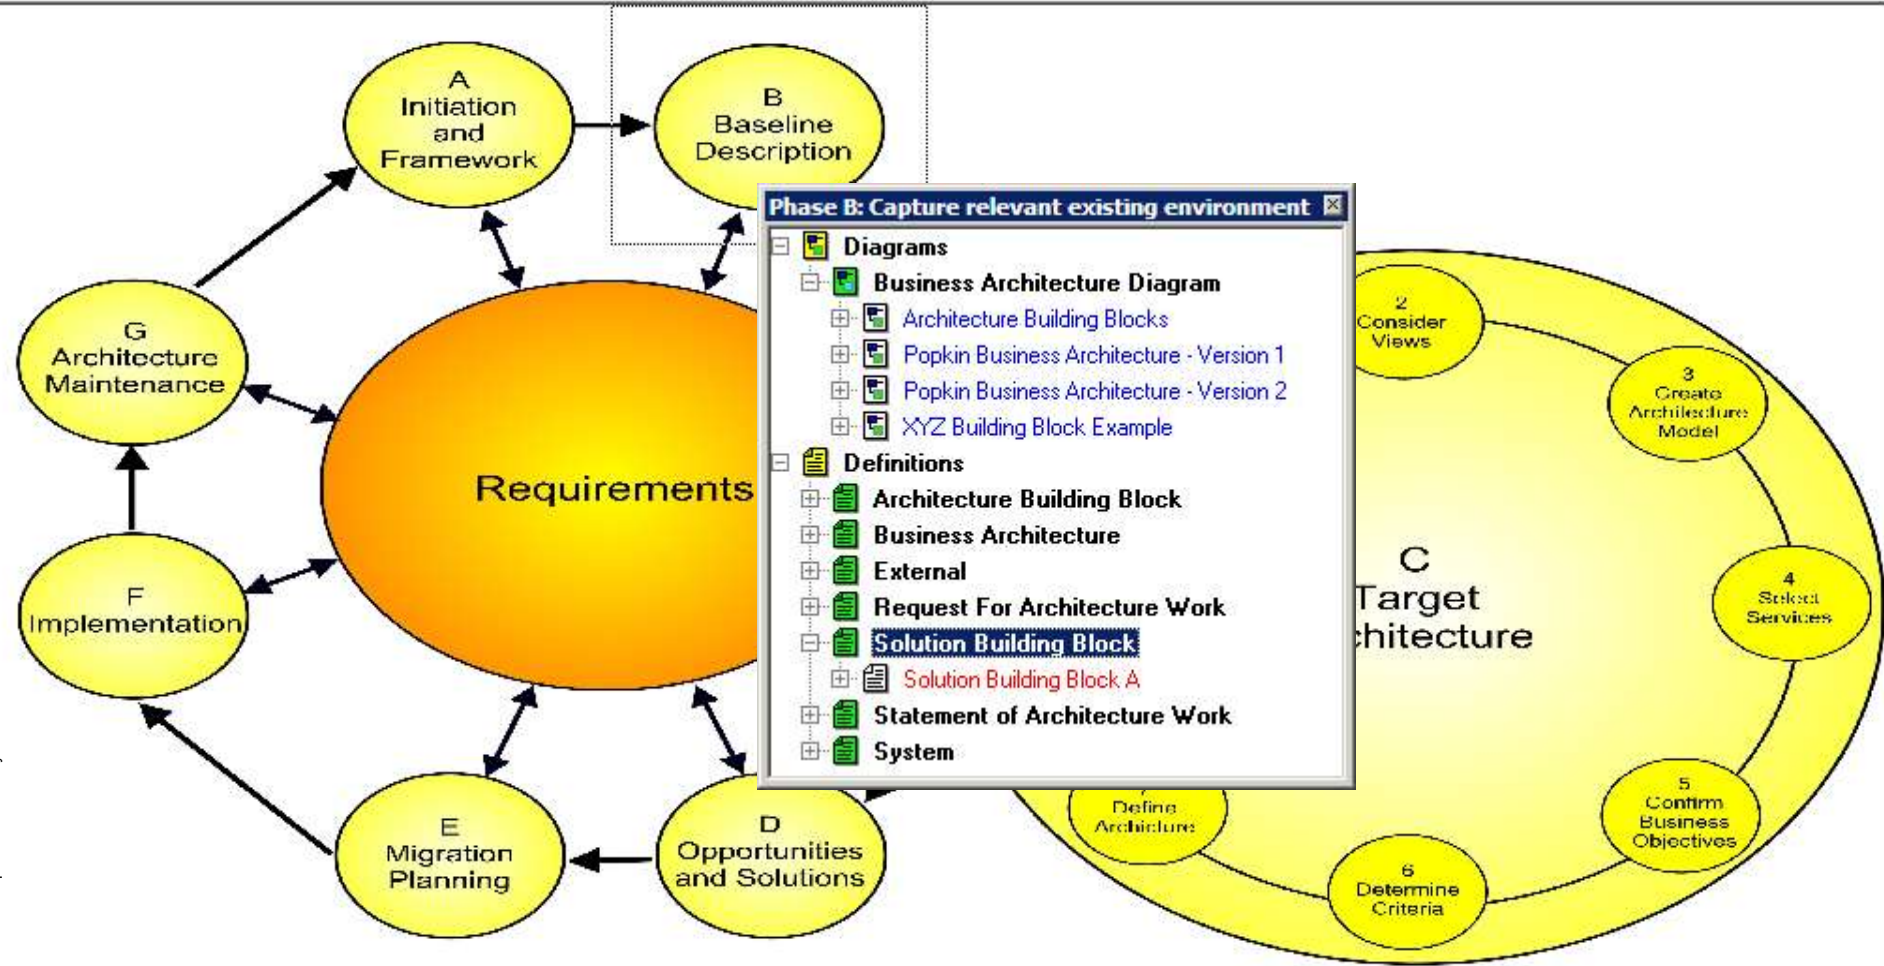 A
Initiation
and
Framework
B
Baseline
Description
G
Architecture
Maintenance
F
Implementation
E
Migration
Planning
D
Opportunities
and Solutions
Requirements
Phase B: Capture relevant existing environment
Diagrams
Business Architecture Diagram
Architecture Building Blocks
Popkin Business Architecture - Version 1
Popkin Business Architecture - Version 2
XYZ Building Block Example
Definitions
Architecture Building Block
Business Architecture
External
Request For Architecture Work
Solution Building Block
Solution Building Block A
Statement of Architecture Work
System
C
Target
chitecture
2
Consider
Views
3
Create
Architecture
Model
4
Select
Services
5
Confirm
Business
Objectives
6
Determine
Criteria
Define
Archicture